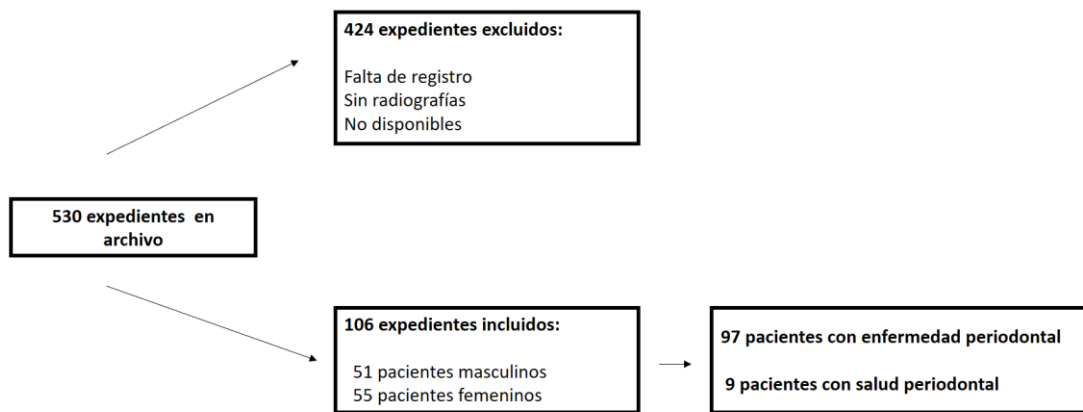 424 expedientes excluidos:
Falta de registro
Sin radiografías
No disponibles
530 expedientes en
archivo
106 expedientes incluidos:
51 pacientes masculinos
55 pacientes femeninos
97 pacientes con enfermedad periodontal
9 pacientes con salud periodontal